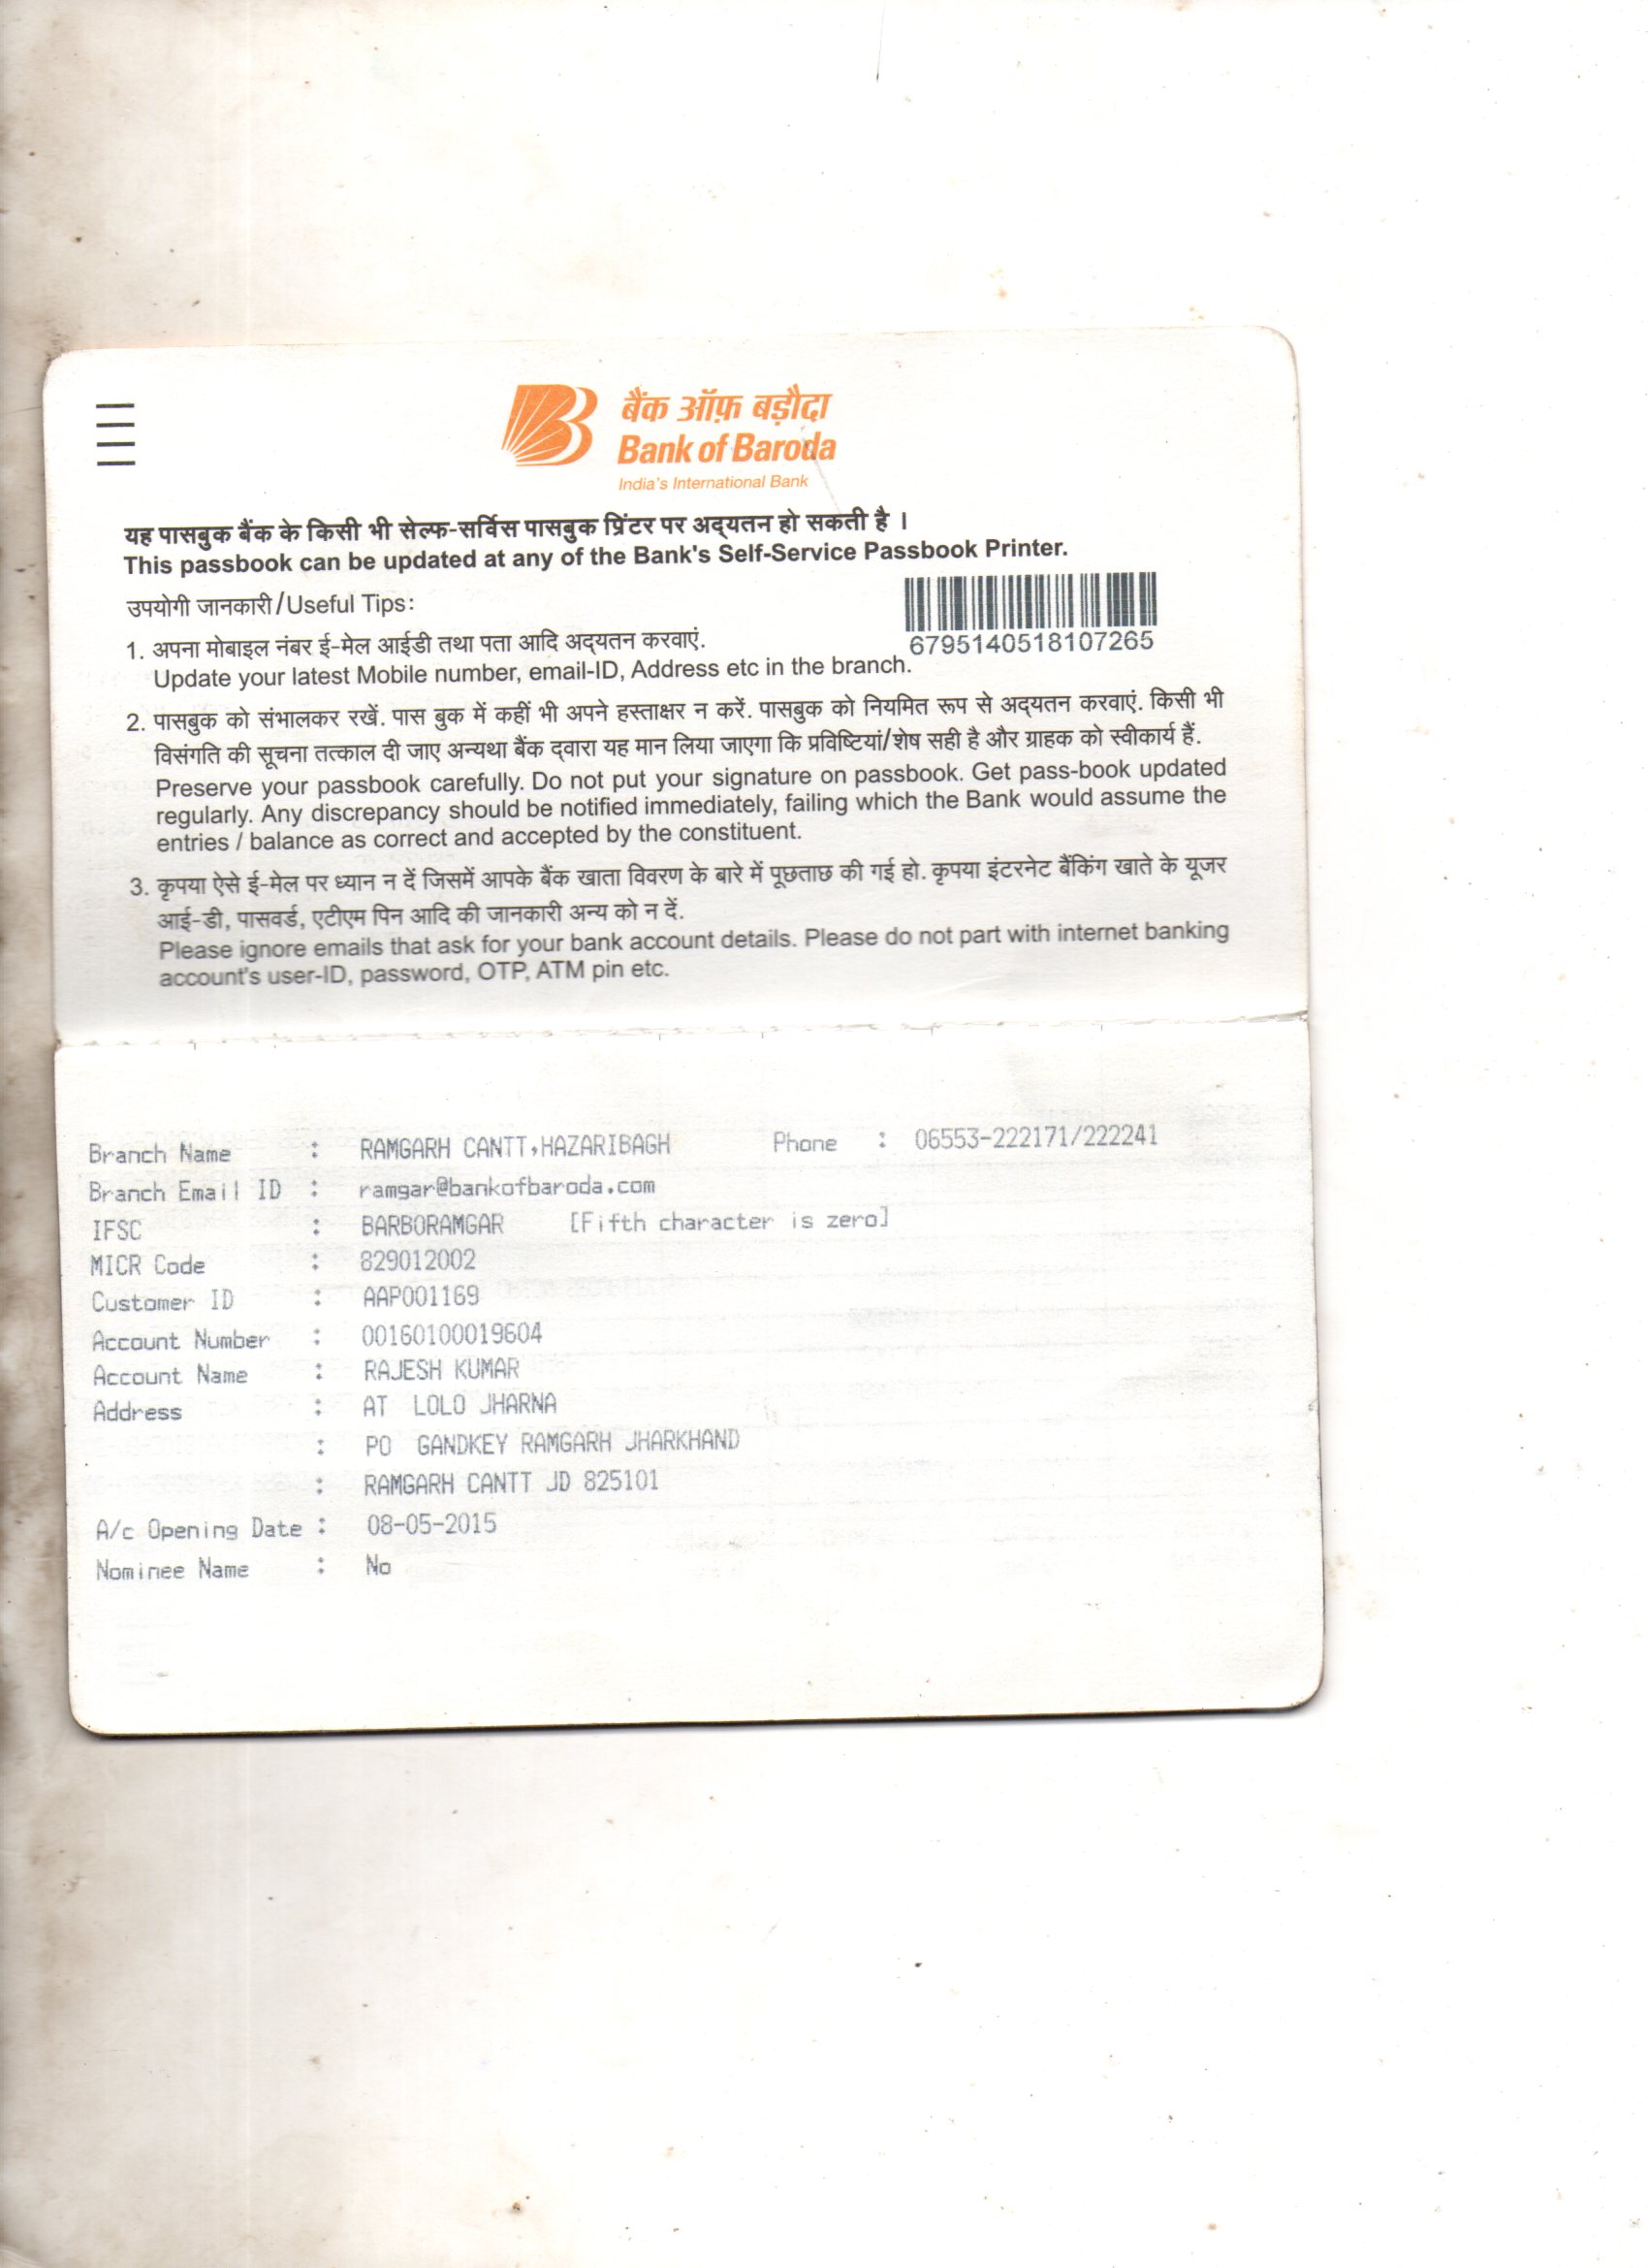 बैंक ऑफ़ बड़ौदा
Bank of Baroda
India's International Bank
यह पासबुक बैंक के किसी भी सेल्फ-सर्विस पासबुक प्रिंटर पर अद्यतन हो सकती है ।
This passbook can be updated at any of the Bank's Self-Service Passbook Printer.
उपयोगी जानकारी/Useful Tips:
6795140518107265
1. अपना मोबाइल नंबर ई-मेल आईडी तथा पता आदि अद्यतन करवाएं.
Update your latest Mobile number, email-ID, Address etc in the branch.
2. पासबुक को संभालकर रखें. पास बुक में कहीं भी अपने हस्ताक्षर न करें. पासबुक को नियमित रूप से अद्यतन करवाएं. किसी भी
विसंगति की सूचना तत्काल दी जाए अन्यथा बैंक द्वारा यह मान लिया जाएगा कि प्रविष्टियां/शेष सही है और ग्राहक को स्वीकार्य हैं.
Preserve your passbook carefully. Do not put your signature on passbook. Get pass-book updated
regularly. Any discrepancy should be notified immediately, failing which the Bank would assume the
entries / balance as correct and accepted by the constituent.
3. कृपया ऐसे ई-मेल पर ध्यान न दें जिसमें आपके बैंक खाता विवरण के बारे में पूछताछ की गई हो. कृपया इंटरनेट बैंकिंग खाते के यूजर
आई-डी, पासवर्ड, एटीएम पिन आदि की जानकारी अन्य को न दें.
Please ignore emails that ask for your bank account details. Please do not part with internet banking
account's user-ID, password, OTP, ATM pin etc.
Branch Name : RAMGARH CANTT,HAZARIBAGH Phone : 06553-222171/222241
Branch Email ID : ramgar@bankofbaroda.com
IFSC : BARB0RAMGAR [Fifth character is zero]
MICR Code : 829012002
Customer ID : AAP001169
Account Number : 00160100019604
Account Name : RAJESH KUMAR
Address : AT LOLO JHARNA
: PO GANDKEY RAMGARH JHARKHAND
: RAMGARH CANTT JD 825101
A/c Opening Date : 08-05-2015
Nominee Name : No